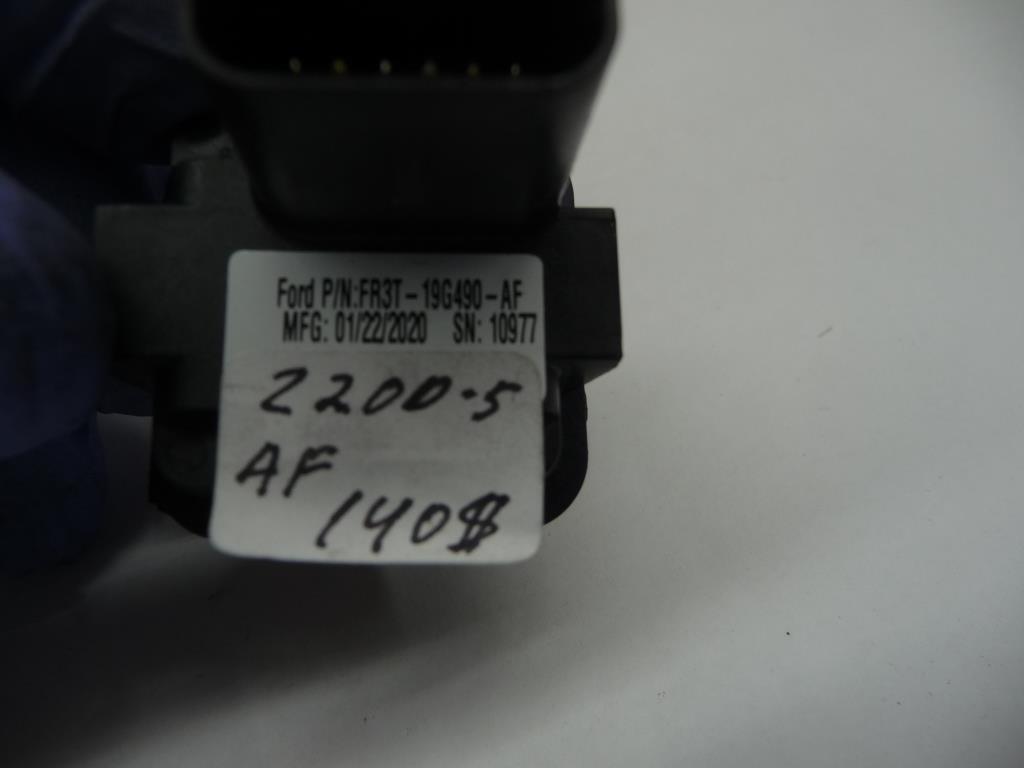 Ford P/N:FR3T-19G490-AF
MFG: 01/22/2020 SN: 10977
2200-5
AF
140$